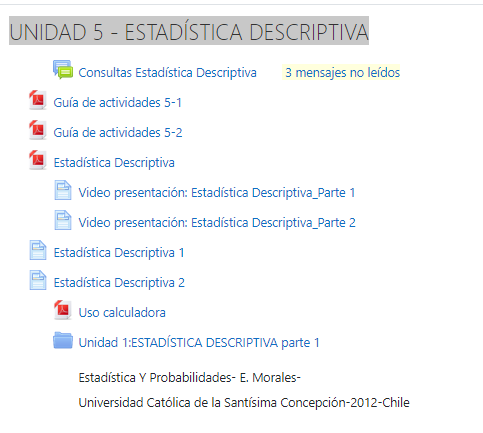 UNIDAD 5 - ESTADÍSTICA DESCRIPTIVA
Consultas Estadística Descriptiva 3 mensajes no leídos
Guía de actividades 5-1
Guía de actividades 5-2
Estadística Descriptiva
Video presentación: Estadística Descriptiva_Parte 1
Video presentación: Estadística Descriptiva_Parte 2
Estadística Descriptiva 1
Estadística Descriptiva 2
Uso calculadora
Unidad 1:ESTADÍSTICA DESCRIPTIVA parte 1
Estadística Y Probabilidades- E. Morales-
Universidad Católica de la Santísima Concepción-2012-Chile